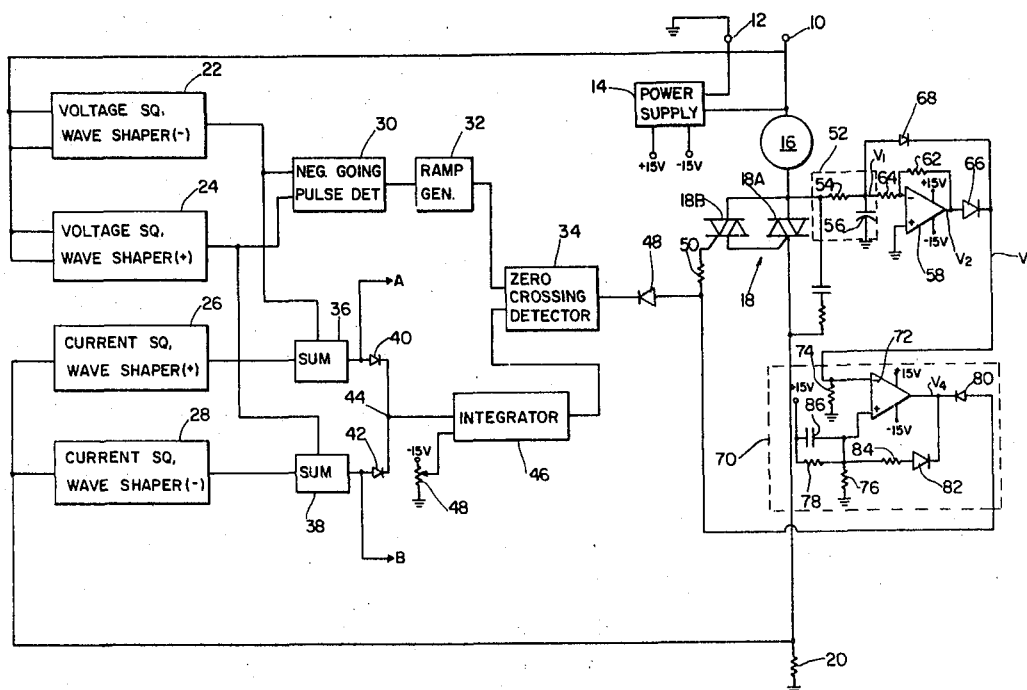 12
10
22
VOLTAGE SQ.
WAVE SHAPER(-)
14
POWER
SUPPLY
+15V
-15V
16
68
30
32
52
NEG. GOING
PULSE DET
RAMP
GEN.
24
VOLTAGE SQ.
WAVE SHAPER(+)
18A
18B
54
V1
64
62
66
+15V
56
-15V
58
V2
V
34
ZERO
CROSSING
DETECTOR
48
50
18
26
CURRENT SQ.
WAVE SHAPER(+)
36
SUM
A
40
44
INTEGRATOR
46
28
CURRENT SQ.
WAVE SHAPER(-)
42
SUM
38
-15V
48
B
72
74
+15V
15V
86
V4
80
-15V
70
84
78
76
82
20